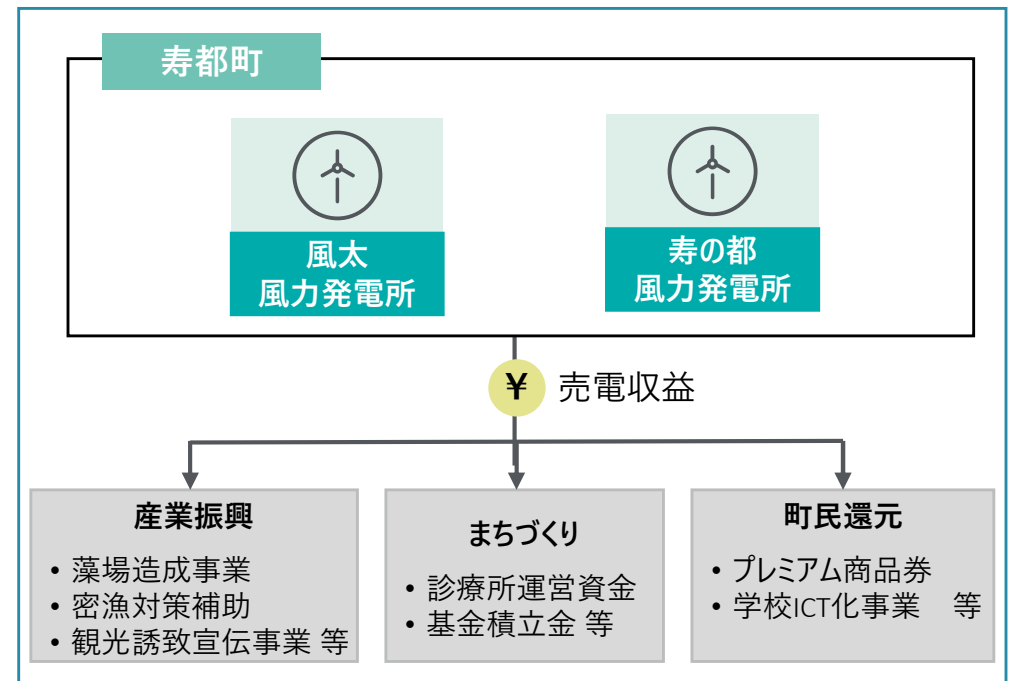 寿都町
風太
風力発電所
寿の都
風力発電所
¥ 売電収益
産業振興
• 藻場造成事業
• 密漁対策補助
• 観光誘致宣伝事業 等
まちづくり
• 診療所運営資金
• 基金積立金 等
町民還元
• プレミアム商品券
• 学校ICT化事業　等